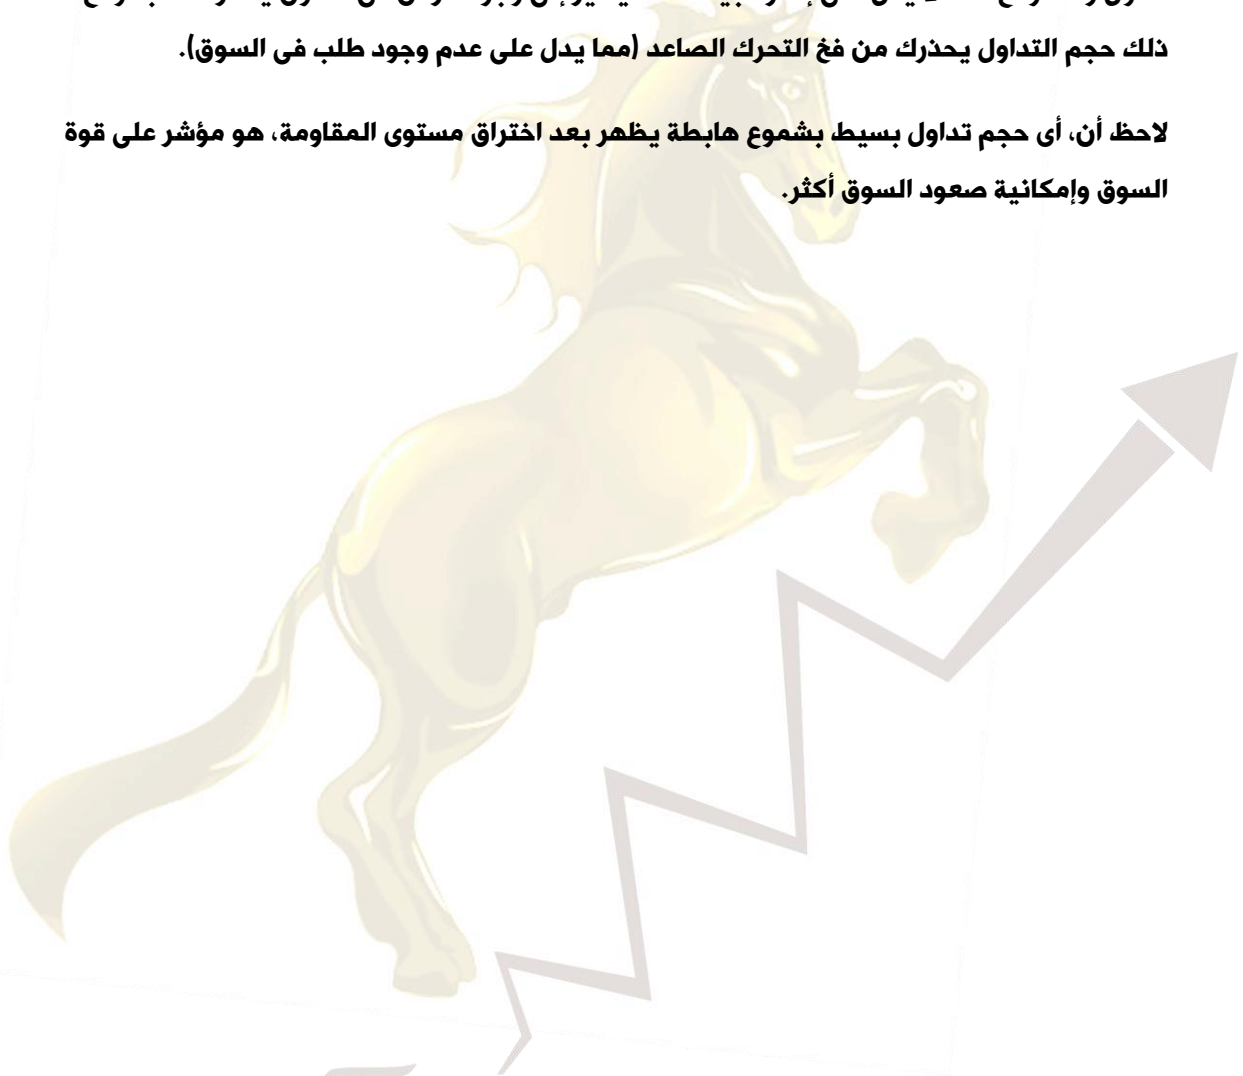 ذلك حجم التداول يحذرك من فخ التحرك الصاعد (مما يدل على عدم وجود طلب فى السوق).
لاحظ أن، أى حجم تداول بسيط بشموع هابطة يظهر بعد اختراق مستوى المقاومة، هو مؤشر على قوة
السوق وإمكانية صعود السوق أكثر.